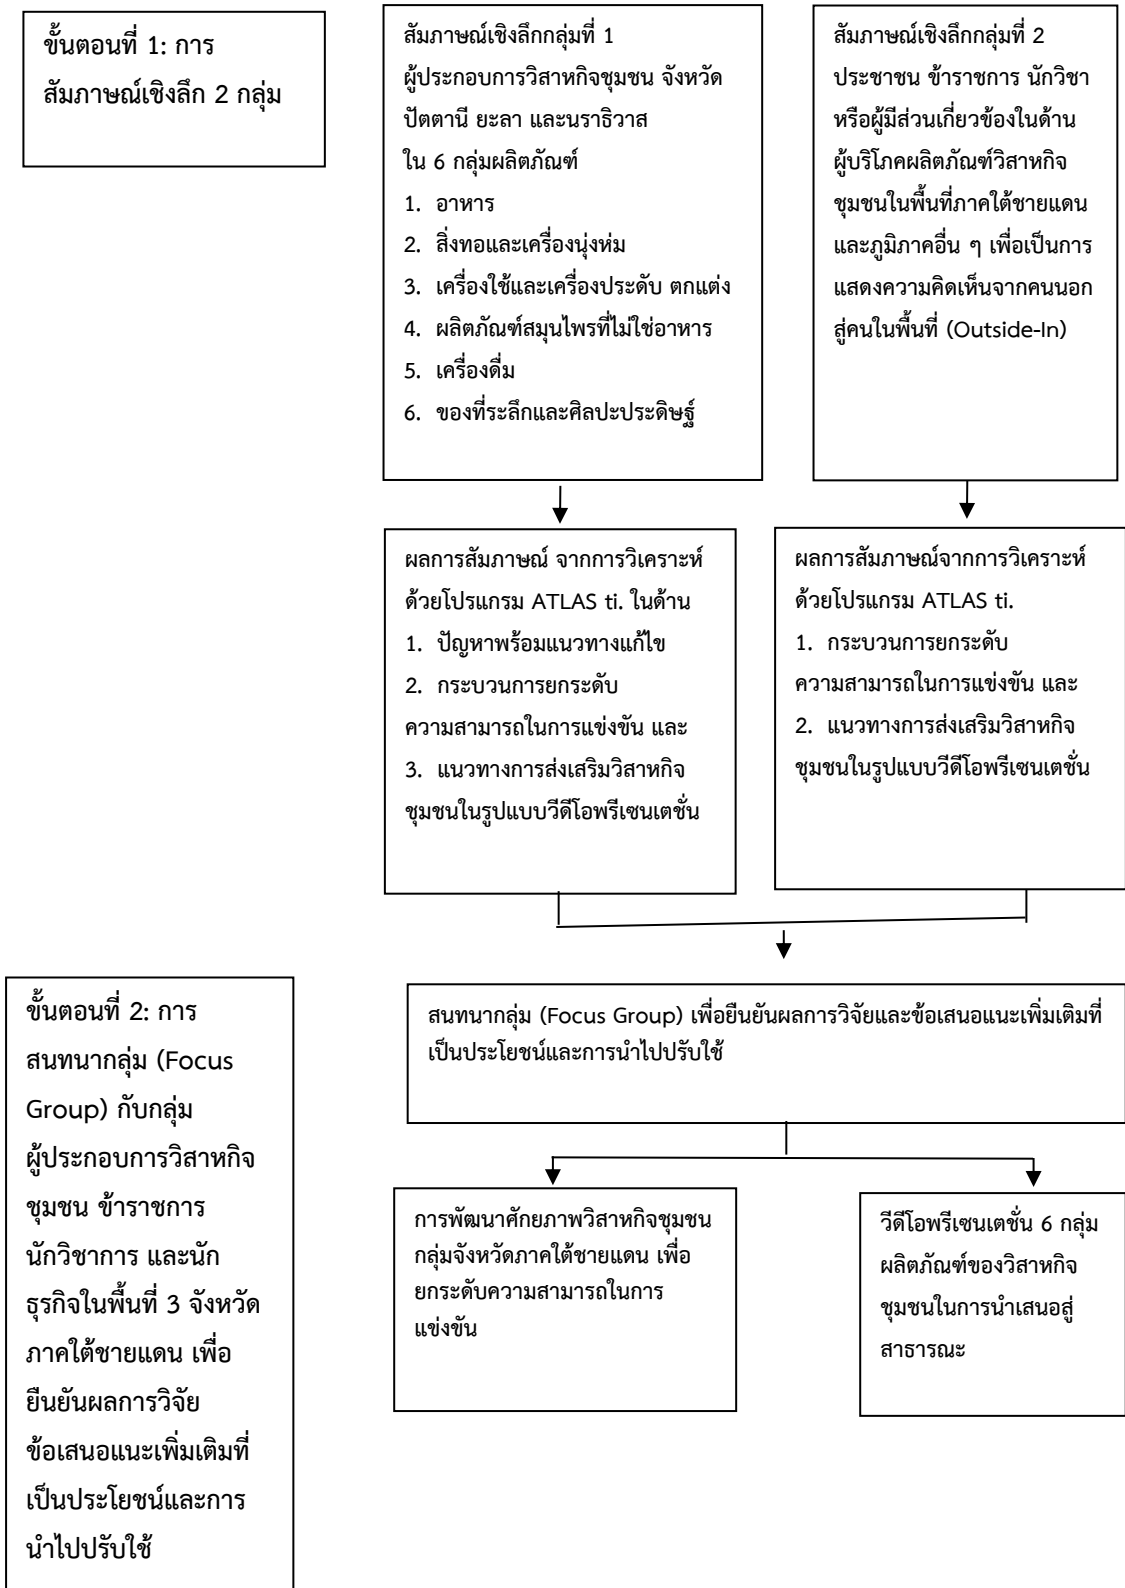 ขั้นตอนที่ 1: การ
สัมภาษณ์เชิงลึก 2 กลุ่ม
สัมภาษณ์เชิงลึกกลุ่มที่ 1
ผู้ประกอบการวิสาหกิจชุมชน จังหวัด
ปัตตานี ยะลา และนราธิวาส
ใน 6 กลุ่มผลิตภัณฑ์
1. อาหาร
2. สิ่งทอและเครื่องนุ่งห่ม
3. เครื่องใช้และเครื่องประดับ ตกแต่ง
4. ผลิตภัณฑ์สมุนไพรที่ไม่ใช่อาหาร
5. เครื่องดื่ม
6. ของที่ระลึกและศิลปะประดิษฐ์
สัมภาษณ์เชิงลึกกลุ่มที่ 2
ประชาชน ข้าราชการ นักวิชา
หรือผู้มีส่วนเกี่ยวข้องในด้าน
ผู้บริโภคผลิตภัณฑ์วิสาหกิจ
ชุมชนในพื้นที่ภาคใต้ชายแดน
และภูมิภาคอื่น ๆ เพื่อเป็นการ
แสดงความคิดเห็นจากคนนอก
สู่คนในพื้นที่ (Outside-In)
ผลการสัมภาษณ์ จากการวิเคราะห์
ด้วยโปรแกรม ATLAS ti. ในด้าน
1. ปัญหาพร้อมแนวทางแก้ไข
2. กระบวนการยกระดับ
ความสามารถในการแข่งขัน และ
3. แนวทางการส่งเสริมวิสาหกิจ
ชุมชนในรูปแบบวีดีโอพรีเซนเตชั่น
ผลการสัมภาษณ์จากการวิเคราะห์
ด้วยโปรแกรม ATLAS ti.
1. กระบวนการยกระดับ
ความสามารถในการแข่งขัน และ
2. แนวทางการส่งเสริมวิสาหกิจ
ชุมชนในรูปแบบวีดีโอพรีเซนเตชั่น
ขั้นตอนที่ 2: การ
สนทนากลุ่ม (Focus
Group) กับกลุ่ม
ผู้ประกอบการวิสาหกิจ
ชุมชน ข้าราชการ
นักวิชาการ และนัก
ธุรกิจในพื้นที่ 3 จังหวัด
ภาคใต้ชายแดน เพื่อ
ยืนยันผลการวิจัย
ข้อเสนอแนะเพิ่มเติมที่
เป็นประโยชน์และการ
นำไปปรับใช้
สนทนากลุ่ม (Focus Group) เพื่อยืนยันผลการวิจัยและข้อเสนอแนะเพิ่มเติมที่
เป็นประโยชน์และการนำไปปรับใช้
การพัฒนาศักยภาพวิสาหกิจชุมชน
กลุ่มจังหวัดภาคใต้ชายแดน เพื่อ
ยกระดับความสามารถในการ
แข่งขัน
วีดีโอพรีเซนเตชั่น 6 กลุ่ม
ผลิตภัณฑ์ของวิสาหกิจ
ชุมชนในการนำเสนอสู่
สาธารณะ